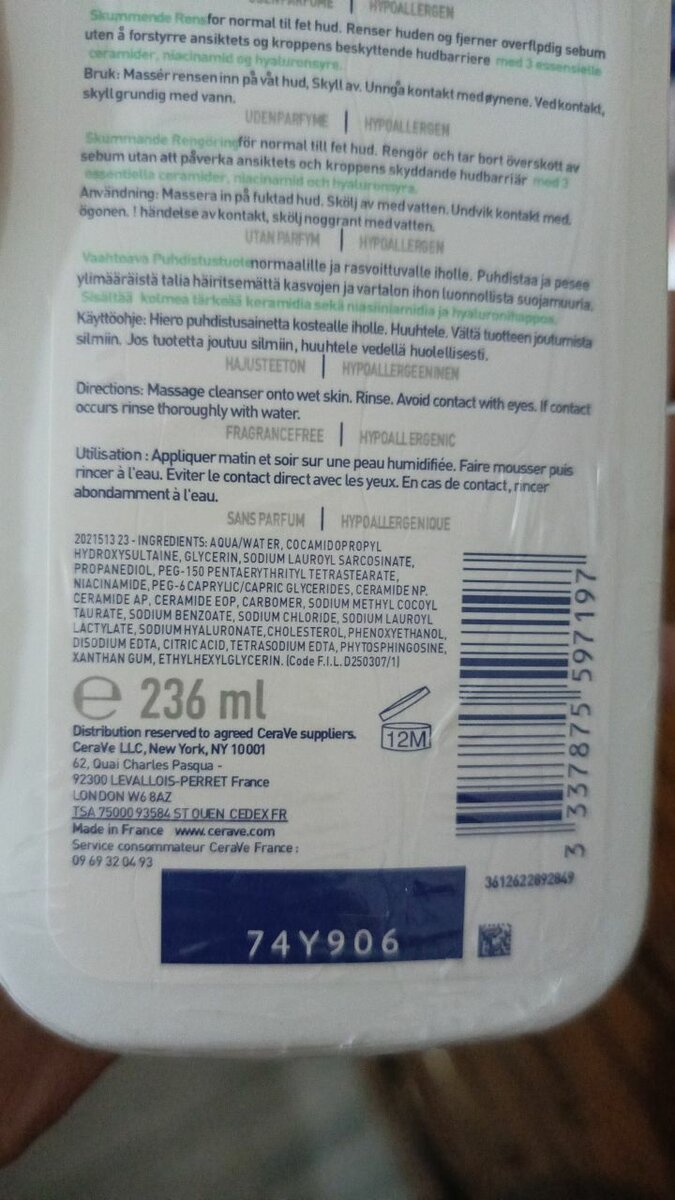 UDENPARFUME | HYPOALLERGEN
Skummende Rens for normal til fet hud. Renser huden og fjerner overflpdig sebum
uten å forstyrre ansiktets og kroppens beskyttende hudbarriere med 3 essensielle
ceramider, niacinamid og hyaluronsyre.
Bruk: Massér rensen inn på våt hud, Skyll av. Unngå kontakt med øynene. Ved kontakt,
skyll grundig med vann.
UDENPARFYME | HYPOALLERGEN
Skummande Rengöring för normal till fet hud. Rengör och tar bort överskott av
sebum utan att påverka ansiktets och kroppens skyddande hudbarriär med 3
essentiella ceramider, niacinamid och hyaluronsyra.
Användning: Massera in på fuktad hud. Skölj av med vatten. Undvik kontakt med.
ögonen. ! händelse av kontakt, skölj noggrant med vatten.
UTAN PARFYM | HYPOALLERGEN
Vaahtoava Puhdistustuote normaalille ja rasvoittuvalle iholle. Puhdistaa ja pesee
ylimääräistä talia häiritsemättä kasvojen ja vartalon ihon luonnollista suojamuuria.
Sisältää kolmea tärkeää keramidia sekä niasiiniamidia ja hyaluronihappoa.
Käyttöohje: Hiero puhdistusainetta kostealle iholle. Huuhtele. Vältä tuotteen joutumista
silmiin. Jos tuotetta joutuu silmiin, huuhtele vedellä huolellisesti.
HAJUSTEETON | HYPOALLERGEENINEN
Directions: Massage cleanser onto wet skin. Rinse. Avoid contact with eyes. If contact
occurs rinse thoroughly with water.
FRAGRANCE FREE | HYPOALLERGENIC
Utilisation : Appliquer matin et soir sur une peau humidifiée. Faire mousser puis
rincer à l'eau. Eviter le contact direct avec les yeux. En cas de contact, rincer
abondamment à l'eau.
SANS PARFUM | HYPOALLERGENIQUE
2021513 23 - INGREDIENTS: AQUA/WATER, COCAMIDOPROPYL
HYDROXYSULTAINE, GLYCERIN, SODIUM LAUROYL SARCOSINATE,
PROPANEDIOL, PEG-150 PENTAERYTHRITYL TETRASTEARATE,
NIACINAMIDE, PEG-6 CAPRYLIC/CAPRIC GLYCERIDES, CERAMIDE NP.
CERAMIDE AP, CERAMIDE EOP, CARBOMER, SODIUM METHYL COCOYL
TAURATE, SODIUM BENZOATE, SODIUM CHLORIDE, SODIUM LAUROYL
LACTYLATE, SODIUM HYALURONATE, CHOLESTEROL, PHENOXYETHANOL,
DISODIUM EDTA, CITRIC ACID, TETRASODIUM EDTA, PHYTOSPHINGOSINE,
XANTHAN GUM, ETHYLHEXYLGLYCERIN. (Code F.I.L. D250307/1)
e 236 ml
12M
Distribution reserved to agreed CeraVe suppliers.
CeraVe LLC, New York, NY 10001
62, Quai Charles Pasqua -
92300 LEVALLOIS-PERRET France
LONDON W6 8AZ
TSA 75000 93584 ST OUEN CEDEX FR
Made in France www.cerave.com
Service consommateur CeraVe France :
09 69 32 04 93
3 337875 597197
3612622892849
74Y906